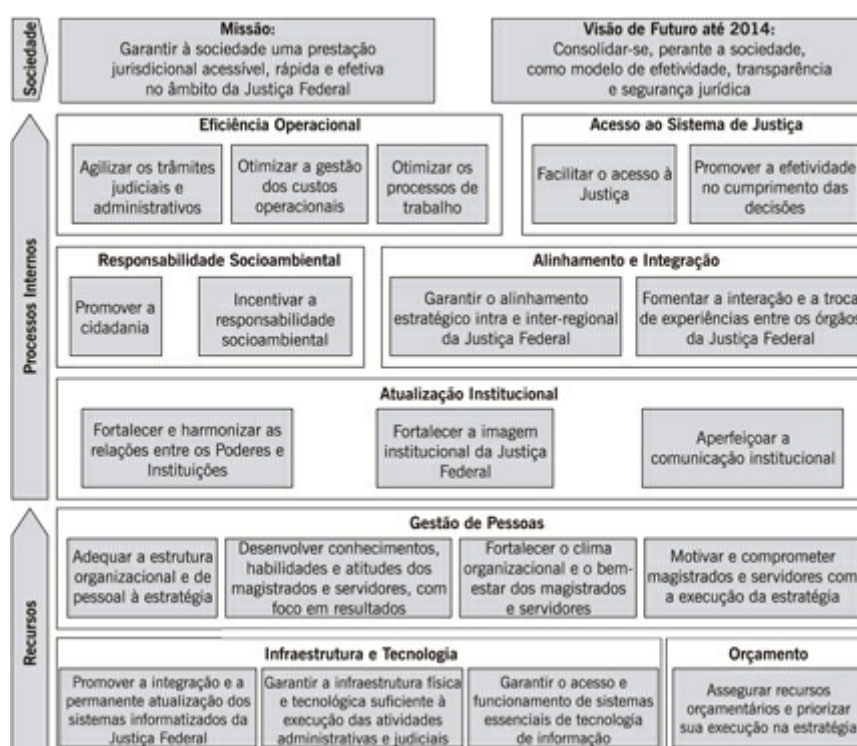 Sociedade
Missão:
Garantir à sociedade uma prestação
jurisdicional acessível, rápida e efetiva
no âmbito da Justiça Federal
Visão de Futuro até 2014:
Consolidar-se, perante a sociedade,
como modelo de efetividade, transparência
e segurança jurídica
Processos Internos
Eficiência Operacional
Agilizar os trâmites
judiciais e
administrativos
Otimizar a gestão
dos custos
operacionais
Otimizar os
processos de
trabalho
Acesso ao Sistema de Justiça
Facilitar o acesso à
Justiça
Promover a efetividade
no cumprimento das
decisões
Responsabilidade Socioambiental
Promover a
cidadania
Incentivar a
responsabilidade
socioambiental
Alinhamento e Integração
Garantir o alinhamento
estratégico intra e inter-regional
da Justiça Federal
Fomentar a interação e a troca
de experiências entre os órgãos
da Justiça Federal
Atualização Institucional
Fortalecer e harmonizar as
relações entre os Poderes e
Instituições
Fortalecer a imagem
institucional da Justiça
Federal
Aperfeiçoar a
comunicação institucional
Recursos
Gestão de Pessoas
Adequar a estrutura
organizacional e de
pessoal à estratégia
Desenvolver conhecimentos,
habilidades e atitudes dos
magistrados e servidores, com
foco em resultados
Fortalecer o clima
organizacional e o bem-
estar dos magistrados
e servidores
Motivar e comprometer
magistrados e servidores com
a execução da estratégia
Infraestrutura e Tecnologia
Promover a integração e a
permanente atualização dos
sistemas informatizados da
Justiça Federal
Garantir a infraestrutura física
e tecnológica suficiente à
execução das atividades
administrativas e judiciais
Garantir o acesso e
funcionamento de sistemas
essenciais de tecnologia
de informação
Orçamento
Assegurar recursos
orçamentários e priorizar
sua execução na estratégia